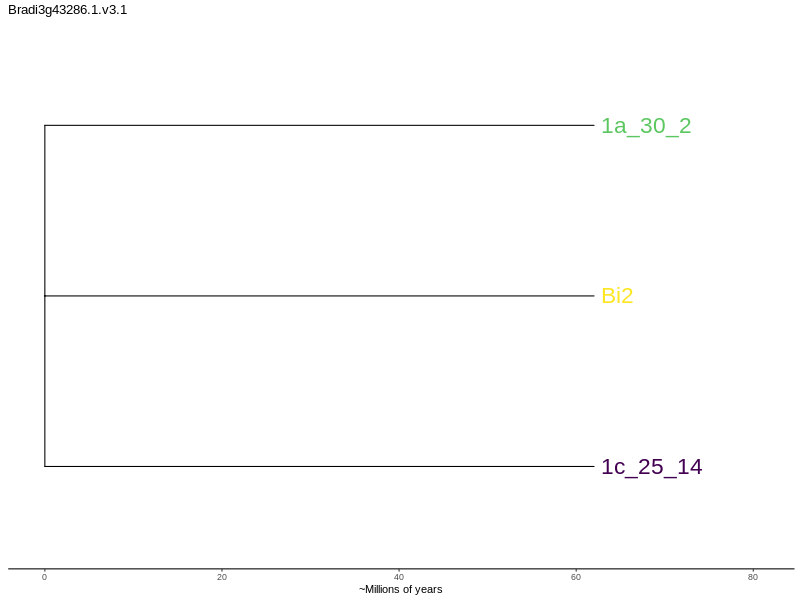 Bradi3g43286.1.v3.1
1a_30_2
Bi2
1c_25_14
0 20 40 60 80
~Millions of years